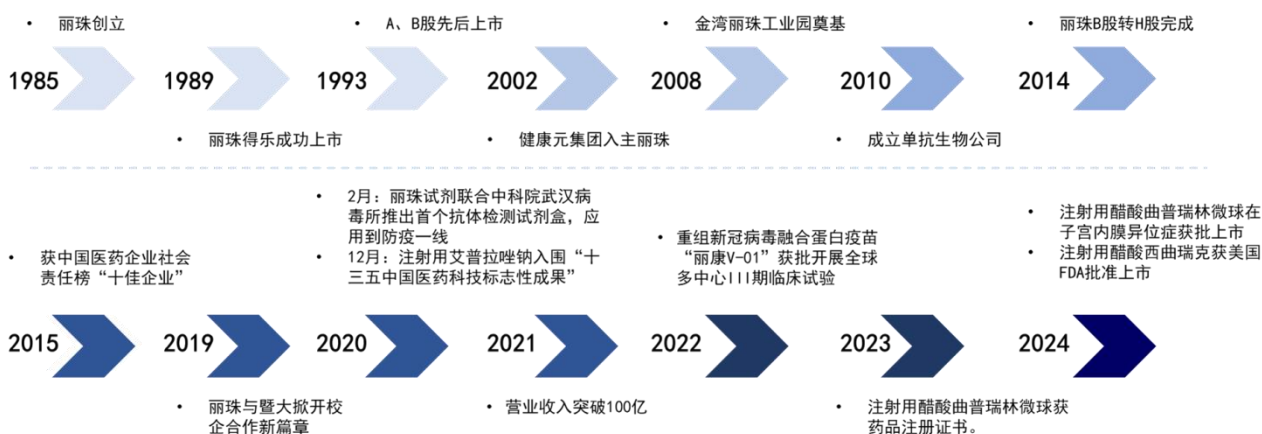 • 丽珠创立
• A、B股先后上市
• 金湾丽珠工业园奠基
• 丽珠B股转H股完成
1985
1989
1993
2002
2008
2010
2014
• 丽珠得乐成功上市
• 健康元集团入主丽珠
• 成立单抗生物公司
• 获中国医药企业社会
责任榜“十佳企业”
• 2月：丽珠试剂联合中科院武汉病
毒所推出首个抗体检测试剂盒，应
用到防疫一线
• 12月：注射用艾普拉唑钠入围“十
三五中国医药科技标志性成果”
• 重组新冠病毒融合蛋白疫苗
“丽康V-01”获批开展全球
多中心III期临床试验
• 注射用醋酸曲普瑞林微球在
子宫内膜异位症获批上市
• 注射用醋酸西曲瑞克获美国
FDA批准上市
2015
2019
2020
2021
2022
2023
2024
• 丽珠与暨大掀开校
企合作新篇章
• 营业收入突破100亿
• 注射用醋酸曲普瑞林微球获
药品注册证书。